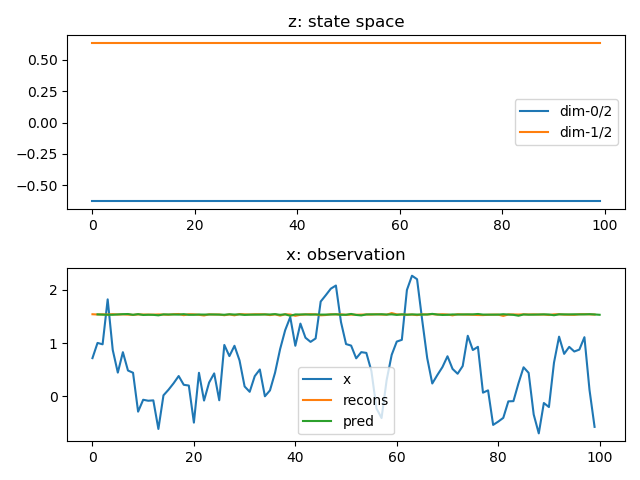 z: state space
0.50
0.25
0.00
−0.25
−0.50
dim-0/2
dim-1/2
0 20 40 60 80 100
x: observation
2
1
0
x
recons
pred
0 20 40 60 80 100